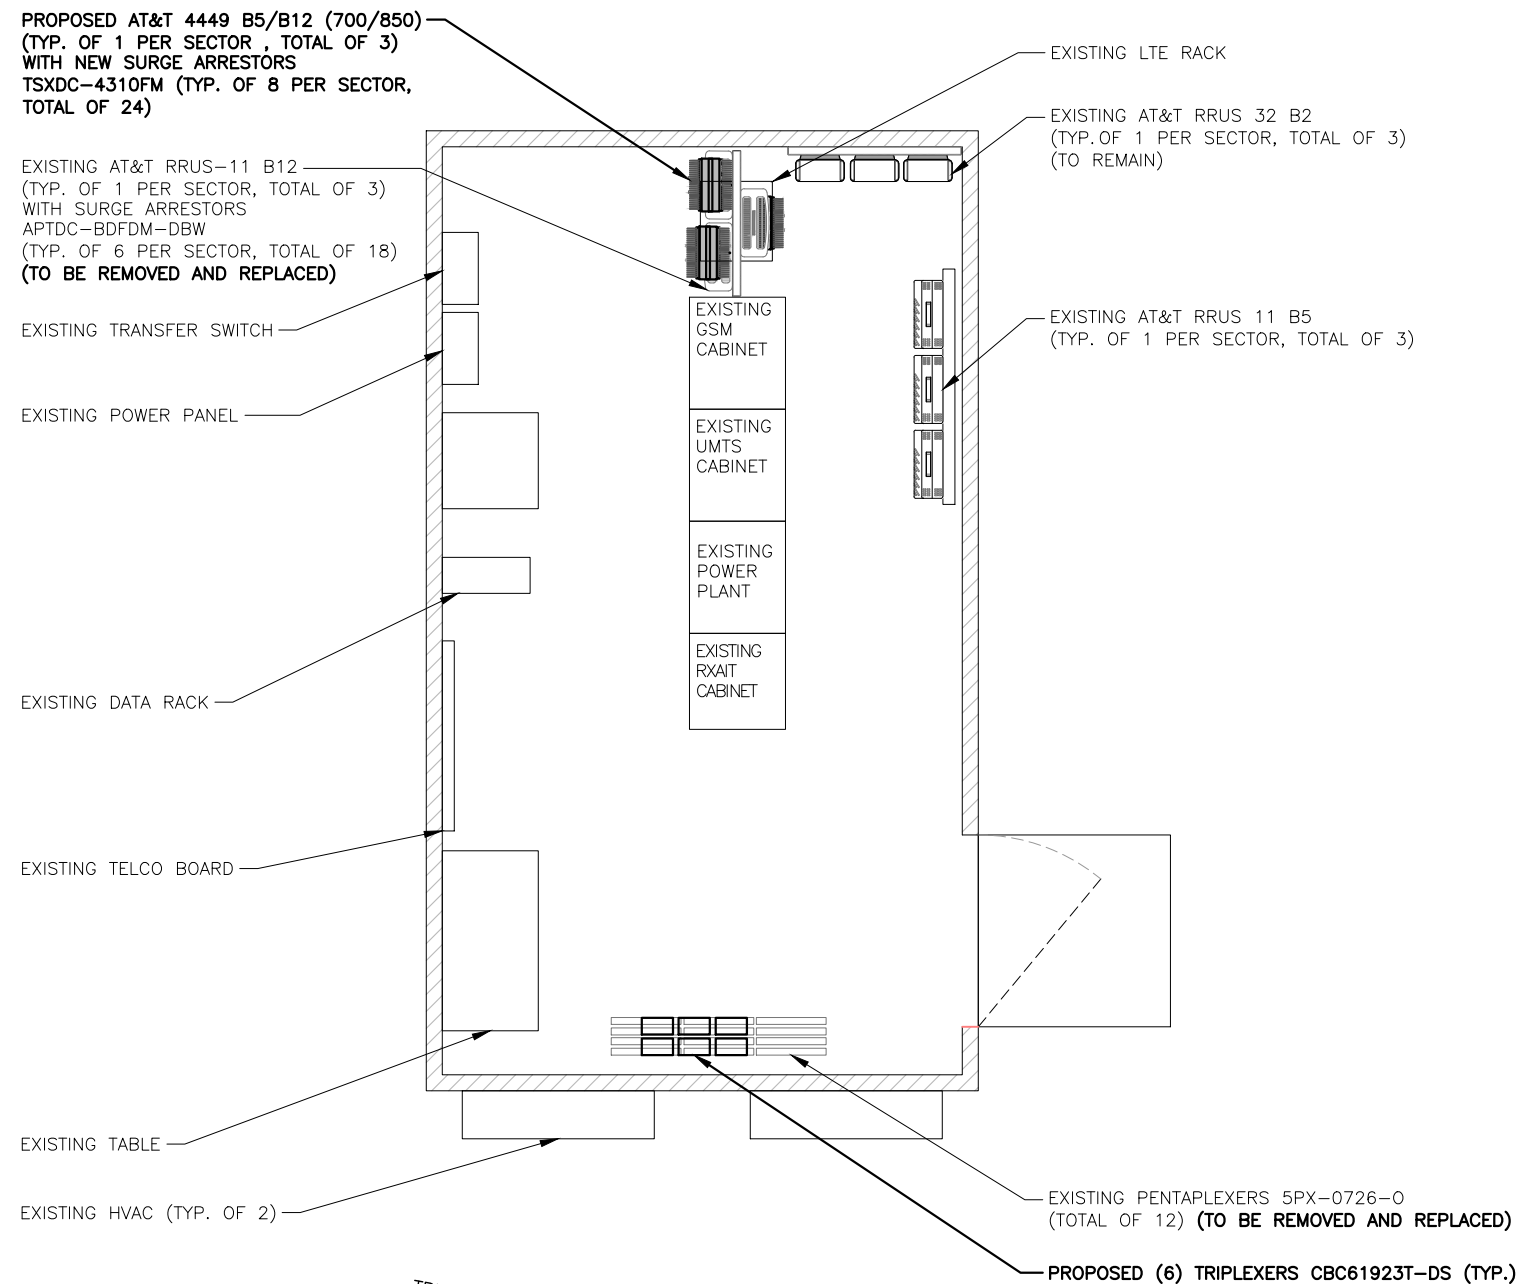 PROPOSED AT&T 4449 B5/B12 (700/850)
(TYP. OF 1 PER SECTOR , TOTAL OF 3)
WITH NEW SURGE ARRESTORS
TSXDC-4310FM (TYP. OF 8 PER SECTOR,
TOTAL OF 24)
EXISTING AT&T RRUS-11 B12
(TYP. OF 1 PER SECTOR, TOTAL OF 3)
WITH SURGE ARRESTORS
APTDC-BDFDM-DBW
(TYP. OF 6 PER SECTOR, TOTAL OF 18)
(TO BE REMOVED AND REPLACED)
EXISTING TRANSFER SWITCH
EXISTING POWER PANEL
EXISTING DATA RACK
EXISTING TELCO BOARD
EXISTING TABLE
EXISTING HVAC (TYP. OF 2)
EXISTING
GSM
CABINET
EXISTING
UMTS
CABINET
EXISTING
POWER
PLANT
EXISTING
RXAIT
CABINET
EXISTING LTE RACK
EXISTING AT&T RRUS 32 B2
(TYP. OF 1 PER SECTOR, TOTAL OF 3)
(TO REMAIN)
EXISTING AT&T RRUS 11 B5
(TYP. OF 1 PER SECTOR, TOTAL OF 3)
EXISTING PENTAPLEXERS 5PX-0726-O
(TOTAL OF 12) (TO BE REMOVED AND REPLACED)
PROPOSED (6) TRIPLEXERS CBC61923T-DS (TYP.)